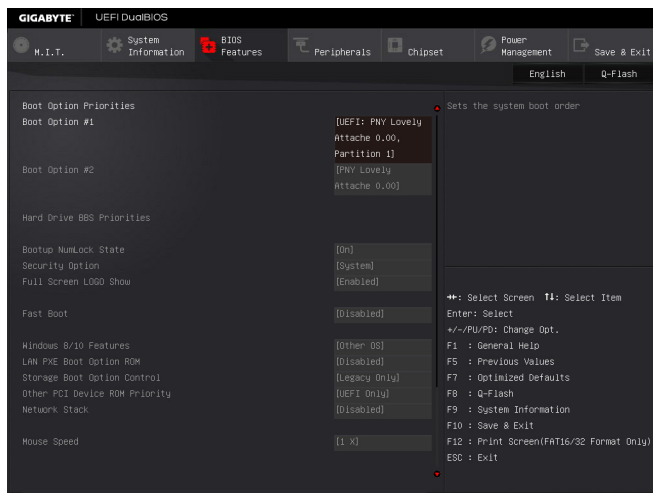 GIGABYTE™ UEFI DualBIOS
M.I.T. System Information BIOS Features Peripherals Chipset Power Management Save & Exit
English Q-Flash
Boot Option Priorities Sets the system boot order
Boot Option #1 [UEFI: PNY Lovely
Attache 0.00,
Partition 1]
Boot Option #2 [PNY Lovely
Attache 0.00]
Hard Drive BBS Priorities
Bootup NumLock State [On]
Security Option [System]
Full Screen LOGO Show [Enabled]
Fast Boot [Disabled]
Windows 8/10 Features [Other OS]
LAN PXE Boot Option ROM [Disabled]
Storage Boot Option Control [Legacy Only]
Other PCI Device ROM Priority [UEFI Only]
Network Stack [Disabled]
Mouse Speed [1 X]
→←: Select Screen ↑↓: Select Item
Enter: Select
+/-/PU/PD: Change Opt.
F1 : General Help
F5 : Previous Values
F7 : Optimized Defaults
F8 : Q-Flash
F9 : System Information
F10 : Save & Exit
F12 : Print Screen(FAT16/32 Format Only)
ESC : Exit